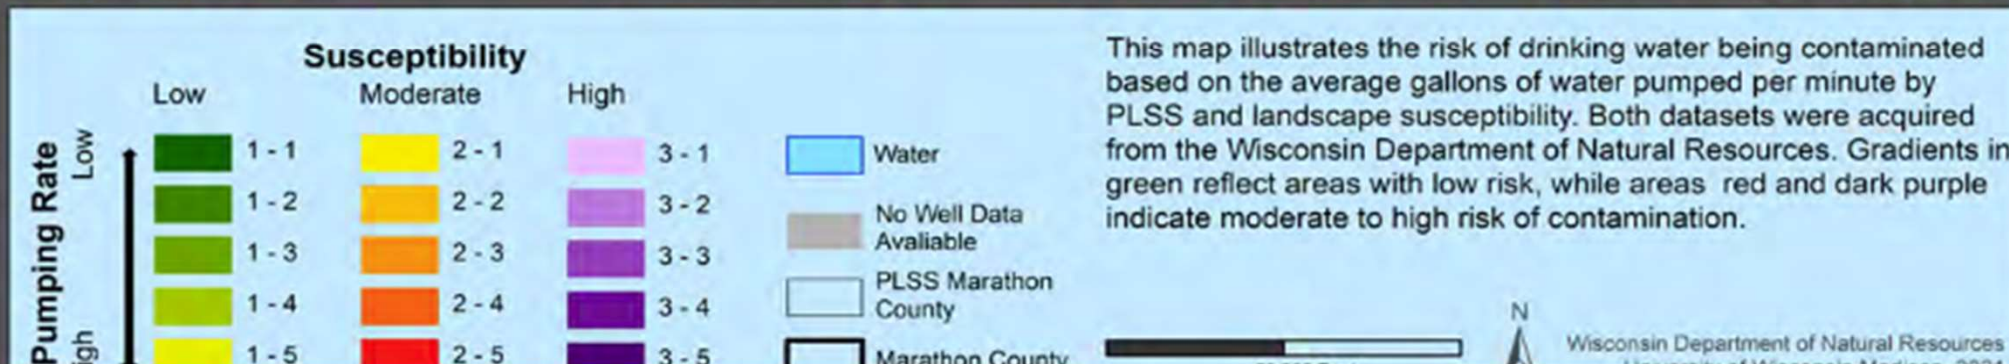 Susceptibility
Low Moderate High
Pumping Rate
Low
1 - 1 2 - 1 3 - 1
1 - 2 2 - 2 3 - 2
1 - 3 2 - 3 3 - 3
1 - 4 2 - 4 3 - 4
1 - 5 2 - 5 3 - 5
Water
No Well Data
Avaliable
PLSS Marathon
County
Marathon County
This map illustrates the risk of drinking water being contaminated
based on the average gallons of water pumped per minute by
PLSS and landscape susceptibility. Both datasets were acquired
from the Wisconsin Department of Natural Resources. Gradients in
green reflect areas with low risk, while areas red and dark purple
indicate moderate to high risk of contamination.
N
Wisconsin Department of Natural Resources